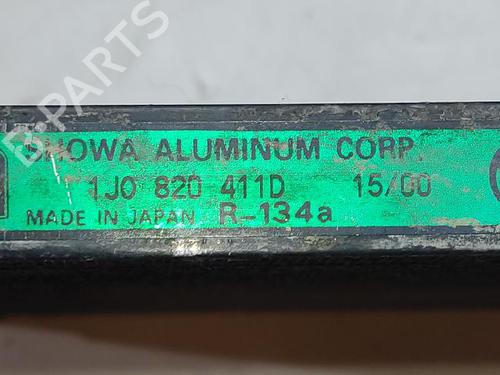 SHOWA ALUMINUM CORP.
1J0 820 411D 15/00
MADE IN JAPAN R-134a
B-PARTS